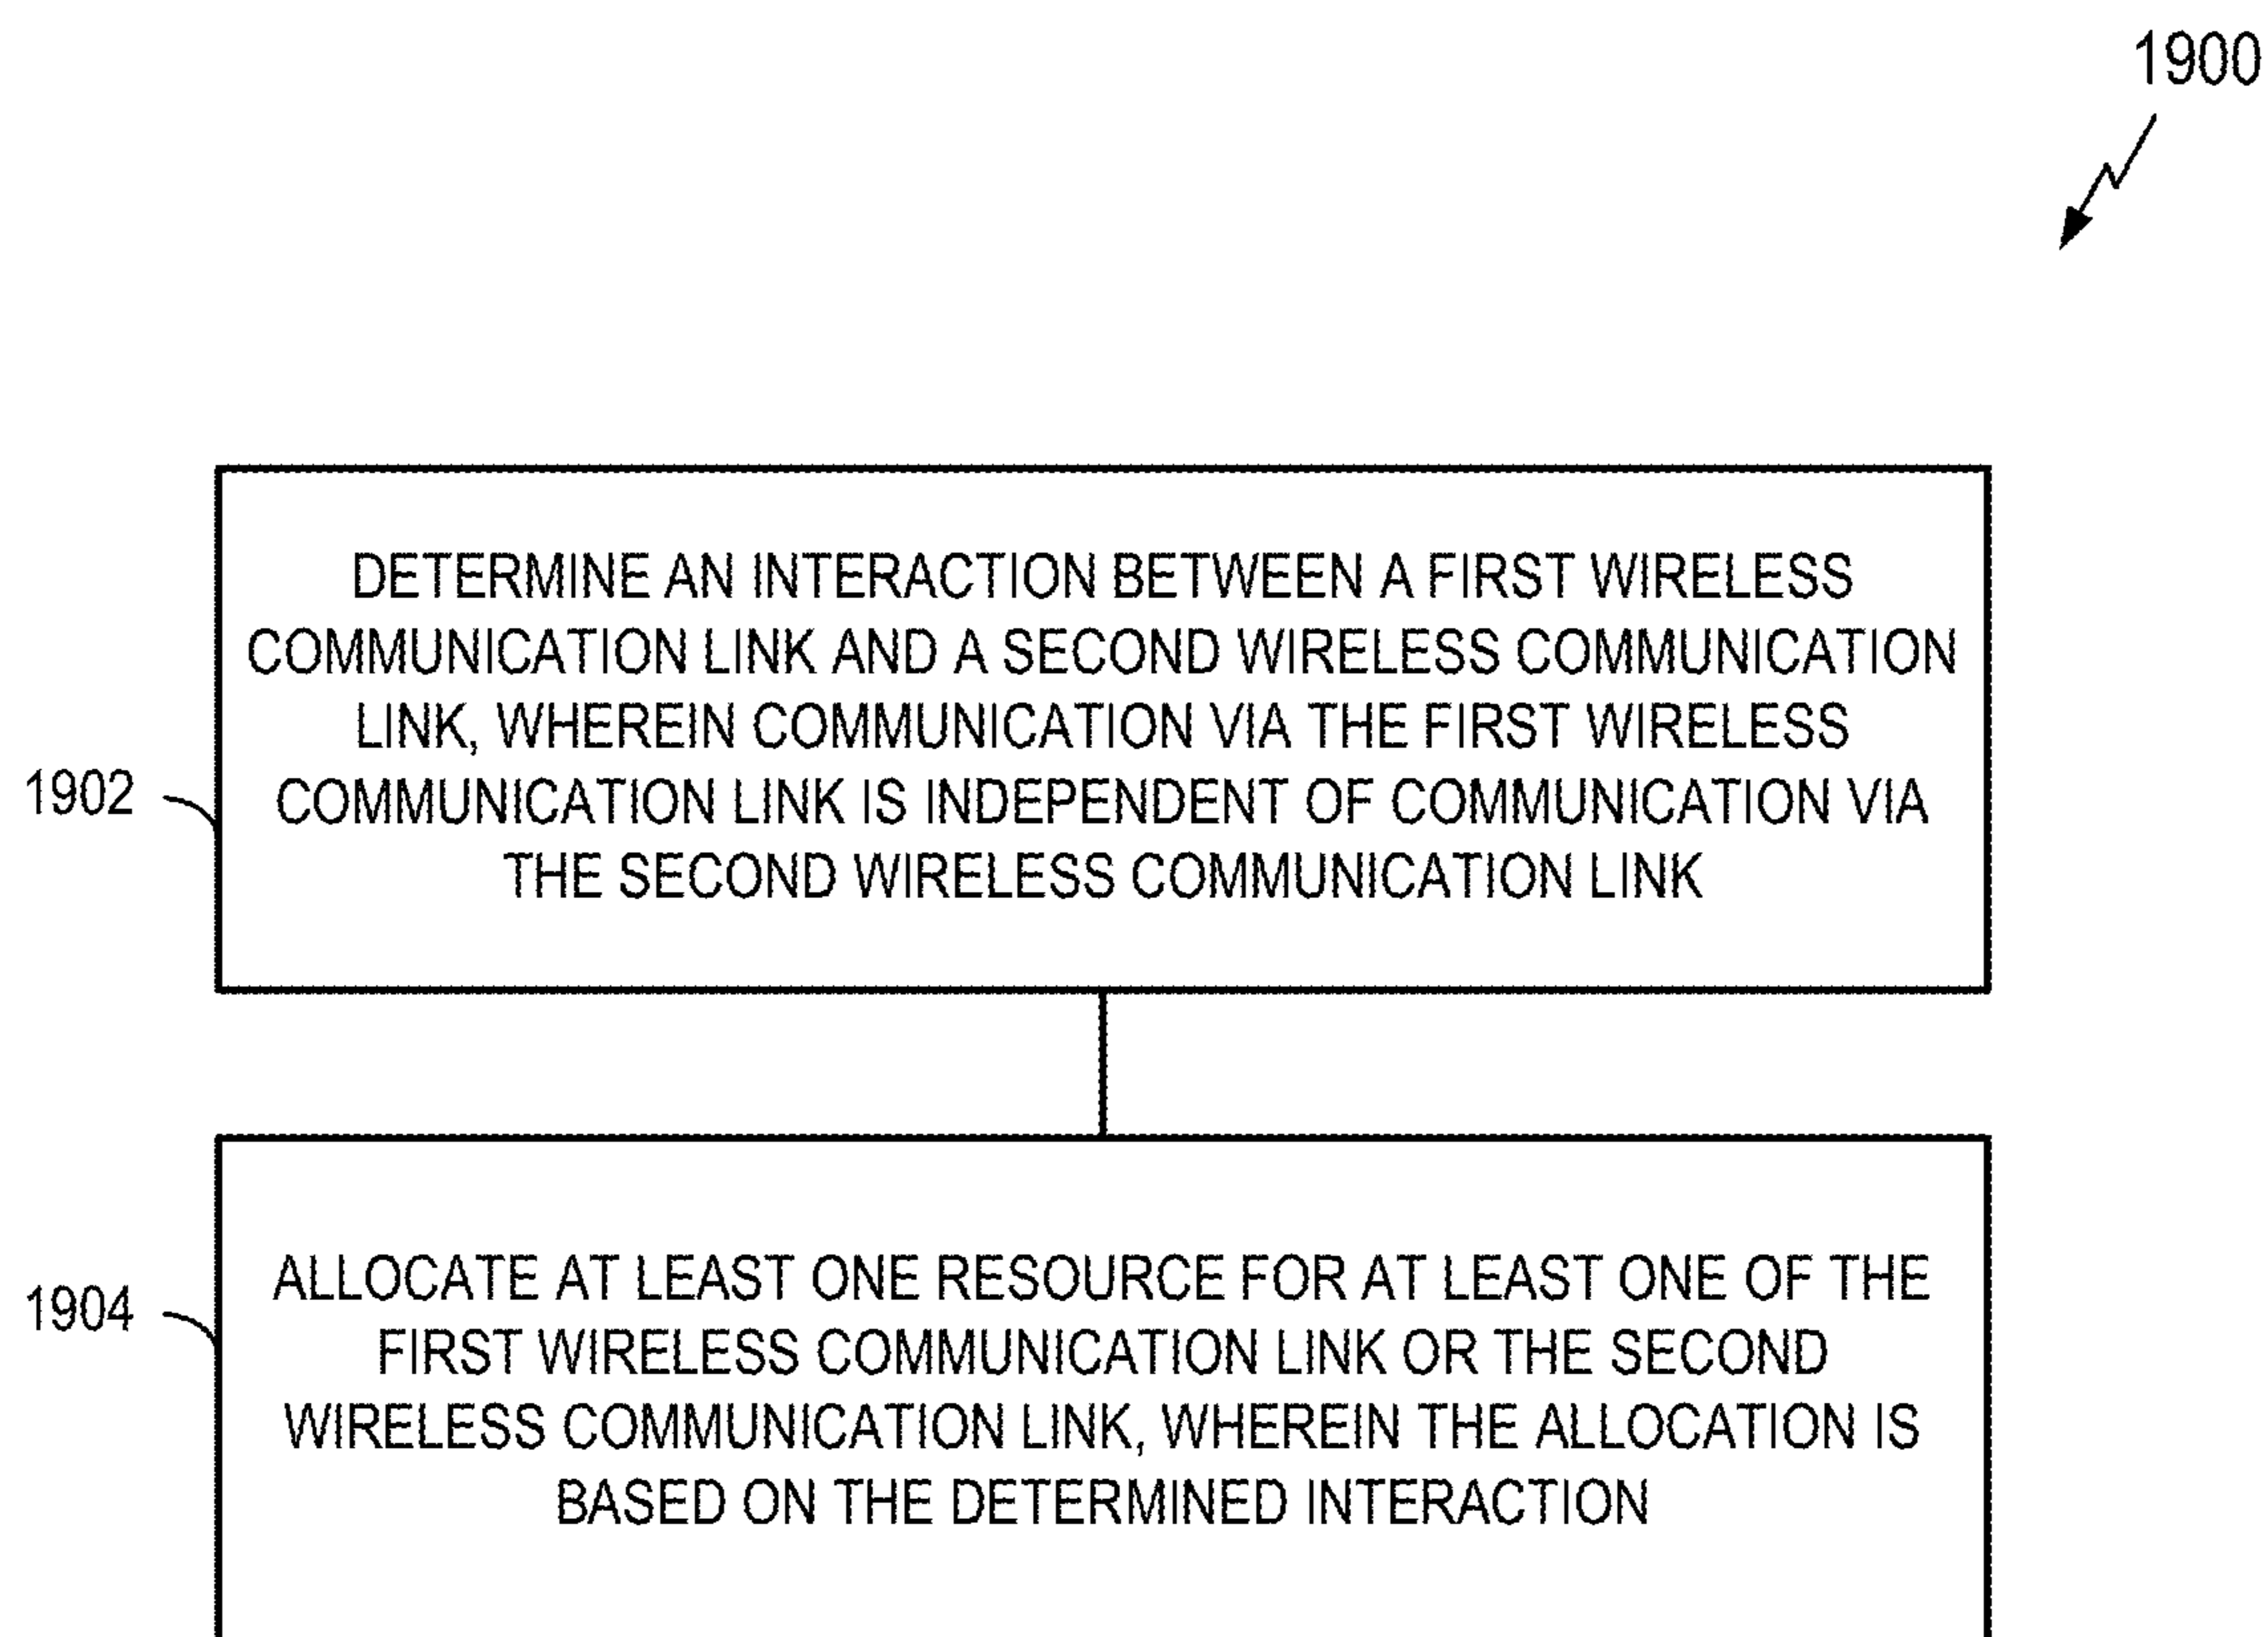 1900
DETERMINE AN INTERACTION BETWEEN A FIRST WIRELESS
COMMUNICATION LINK AND A SECOND WIRELESS COMMUNICATION
LINK, WHEREIN COMMUNICATION VIA THE FIRST WIRELESS
COMMUNICATION LINK IS INDEPENDENT OF COMMUNICATION VIA
THE SECOND WIRELESS COMMUNICATION LINK
1902
ALLOCATE AT LEAST ONE RESOURCE FOR AT LEAST ONE OF THE
FIRST WIRELESS COMMUNICATION LINK OR THE SECOND
WIRELESS COMMUNICATION LINK, WHEREIN THE ALLOCATION IS
BASED ON THE DETERMINED INTERACTION
1904